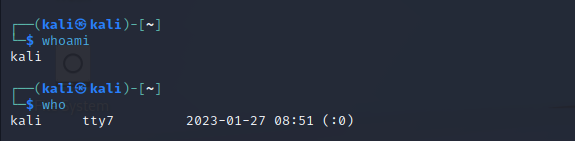 ┌──(kali㉿kali)-[~]
└─$ whoami
kali
┌──(kali㉿kali)-[~]
└─$ who
kali     tty7         2023-01-27 08:51 (:0)